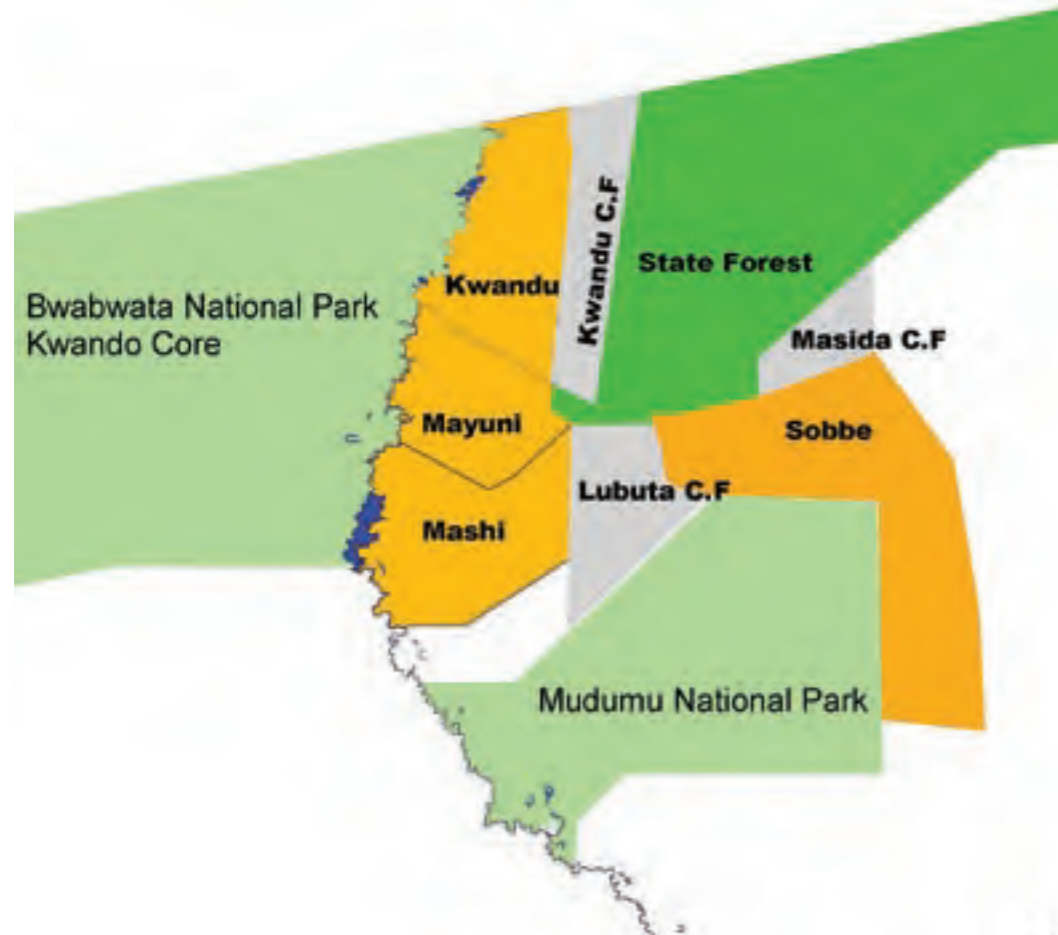 Kwandu C.F
State Forest
Kwandu
Bwabwata National Park
Kwando Core
Masida C.F
Mayuni
Sobbe
Lubuta C.F
Mashi
Mudumu National Park